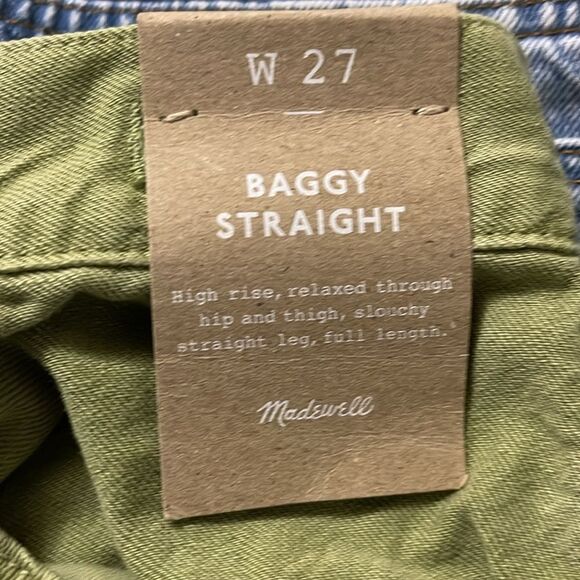 W 27
BAGGY
STRAIGHT
High rise, relaxed through
hip and thigh, slouchy
straight leg, full length.
Madewell